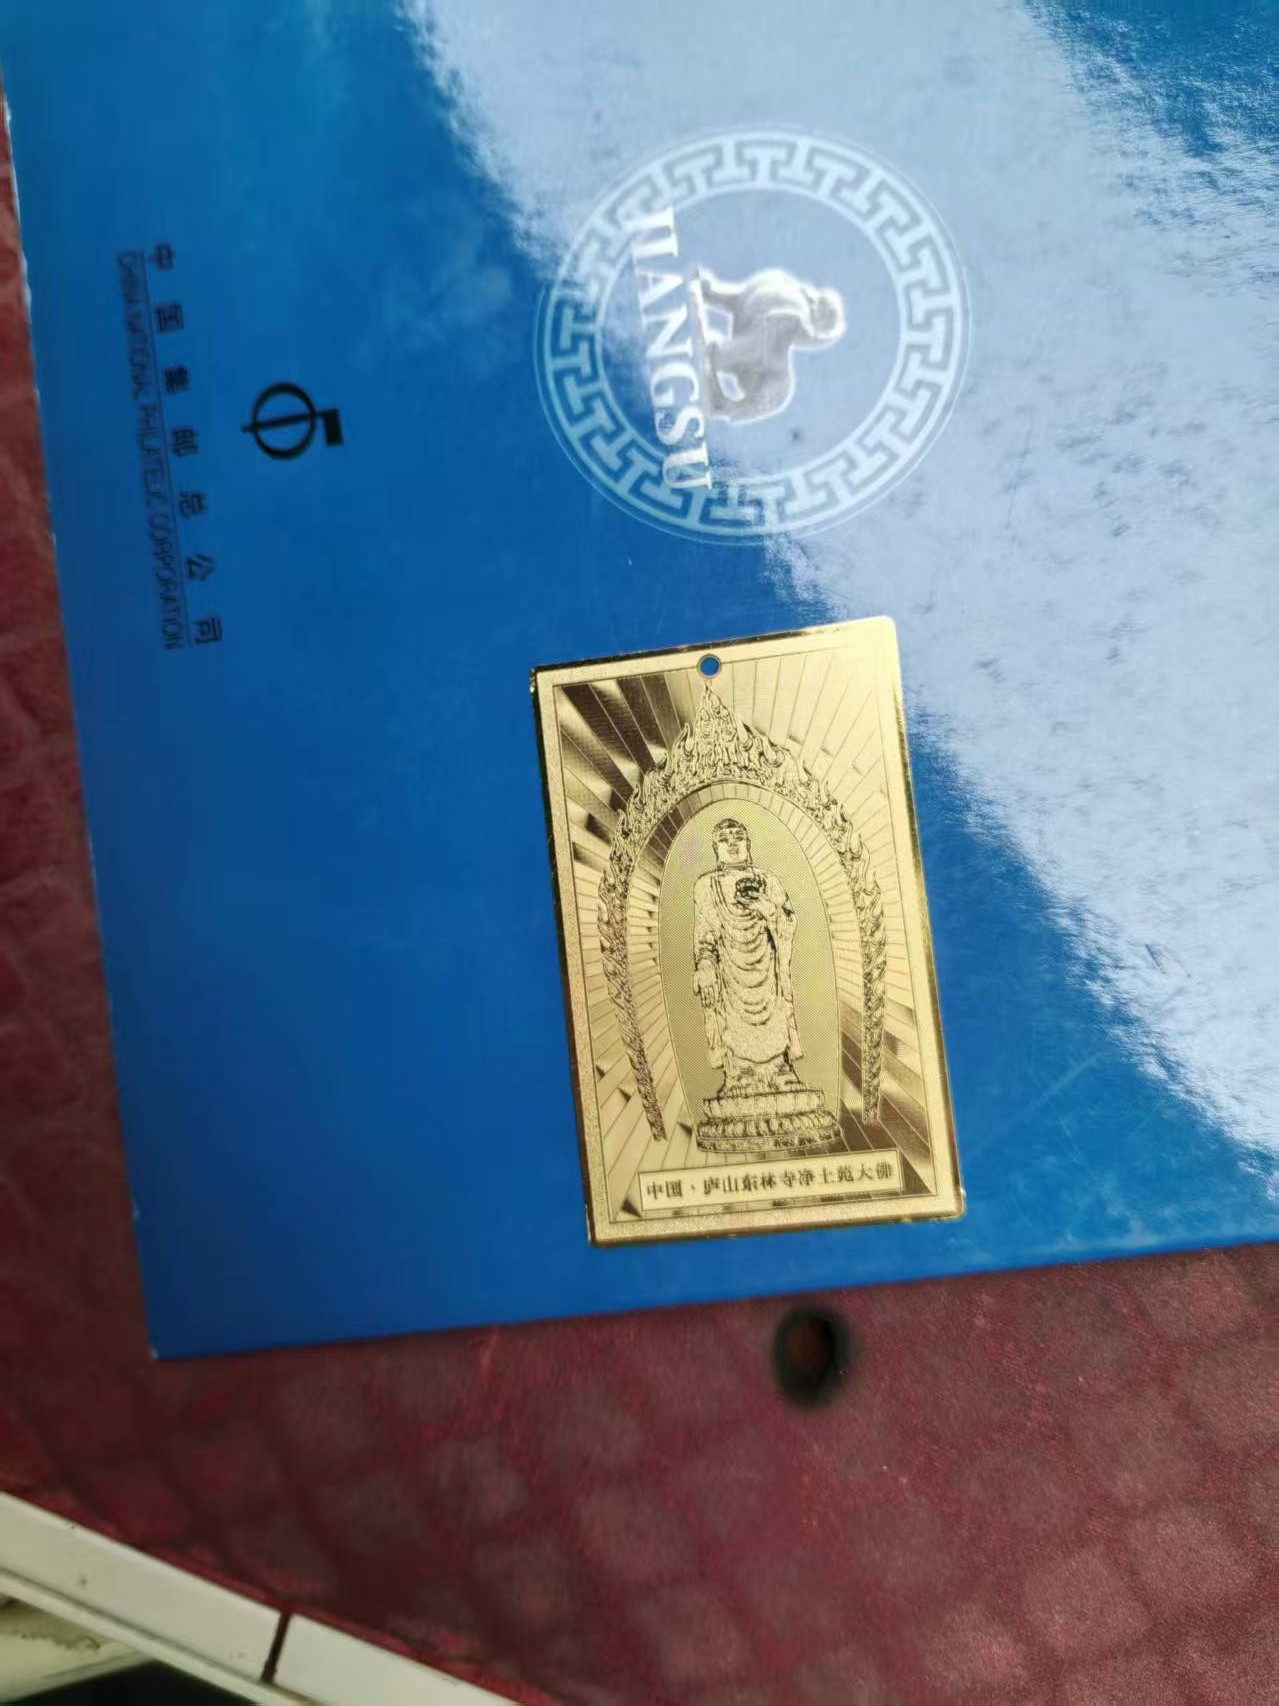 JIANGSU
中国集邮总公司
CHINA NATIONAL PHILATELIC CORPORATION
中国·庐山东林寺净土苑大佛